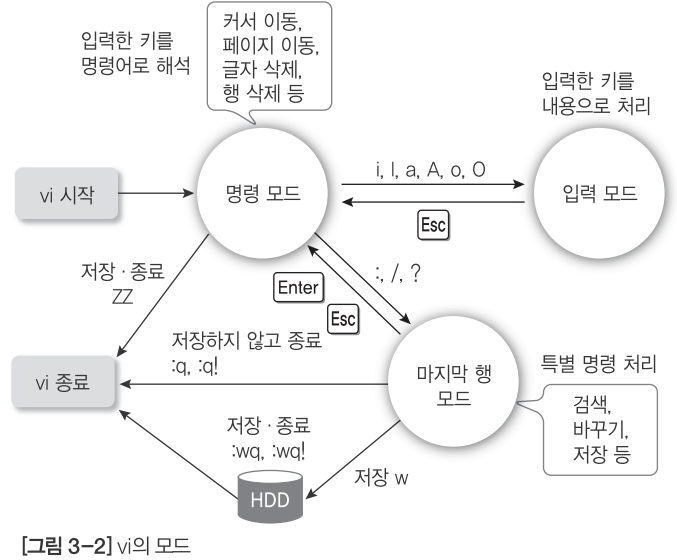 입력한 키를
명령어로 해석
커서 이동,
페이지 이동,
글자 삭제,
행 삭제 등
입력한 키를
내용으로 처리
vi 시작
명령 모드
i, I, a, A, o, O
Esc
입력 모드
저장 · 종료
ZZ
:, /, ?
Enter
Esc
저장하지 않고 종료
:q, :q!
vi 종료
마지막 행
모드
특별 명령 처리
검색,
바꾸기,
저장 등
저장 · 종료
:wq, :wq!
저장 w
HDD
[그림 3-2] vi의 모드